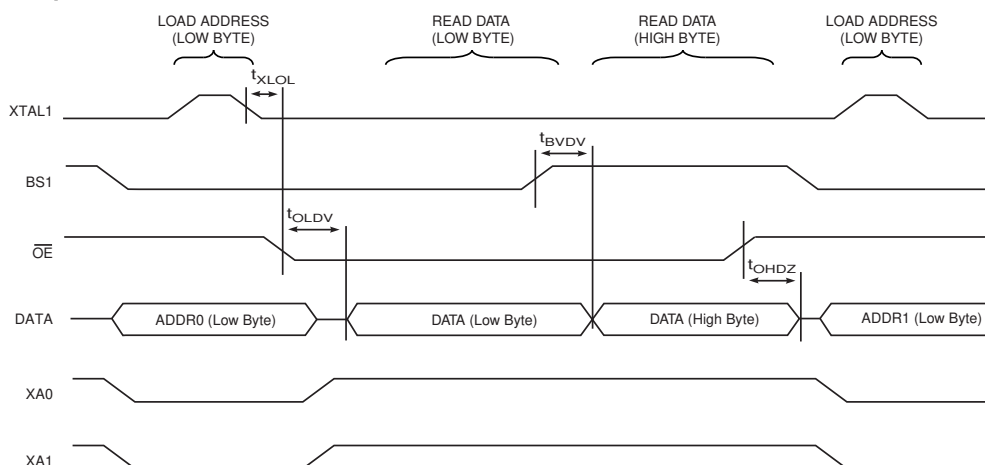 LOAD ADDRESS
(LOW BYTE)
READ DATA
(LOW BYTE)
READ DATA
(HIGH BYTE)
LOAD ADDRESS
(LOW BYTE)
tXLOL
XTAL1
tBVDV
BS1
tOLDV
OE
tOHDZ
DATA
ADDR0 (Low Byte)
DATA (Low Byte)
DATA (High Byte)
ADDR1 (Low Byte)
XA0
XA1